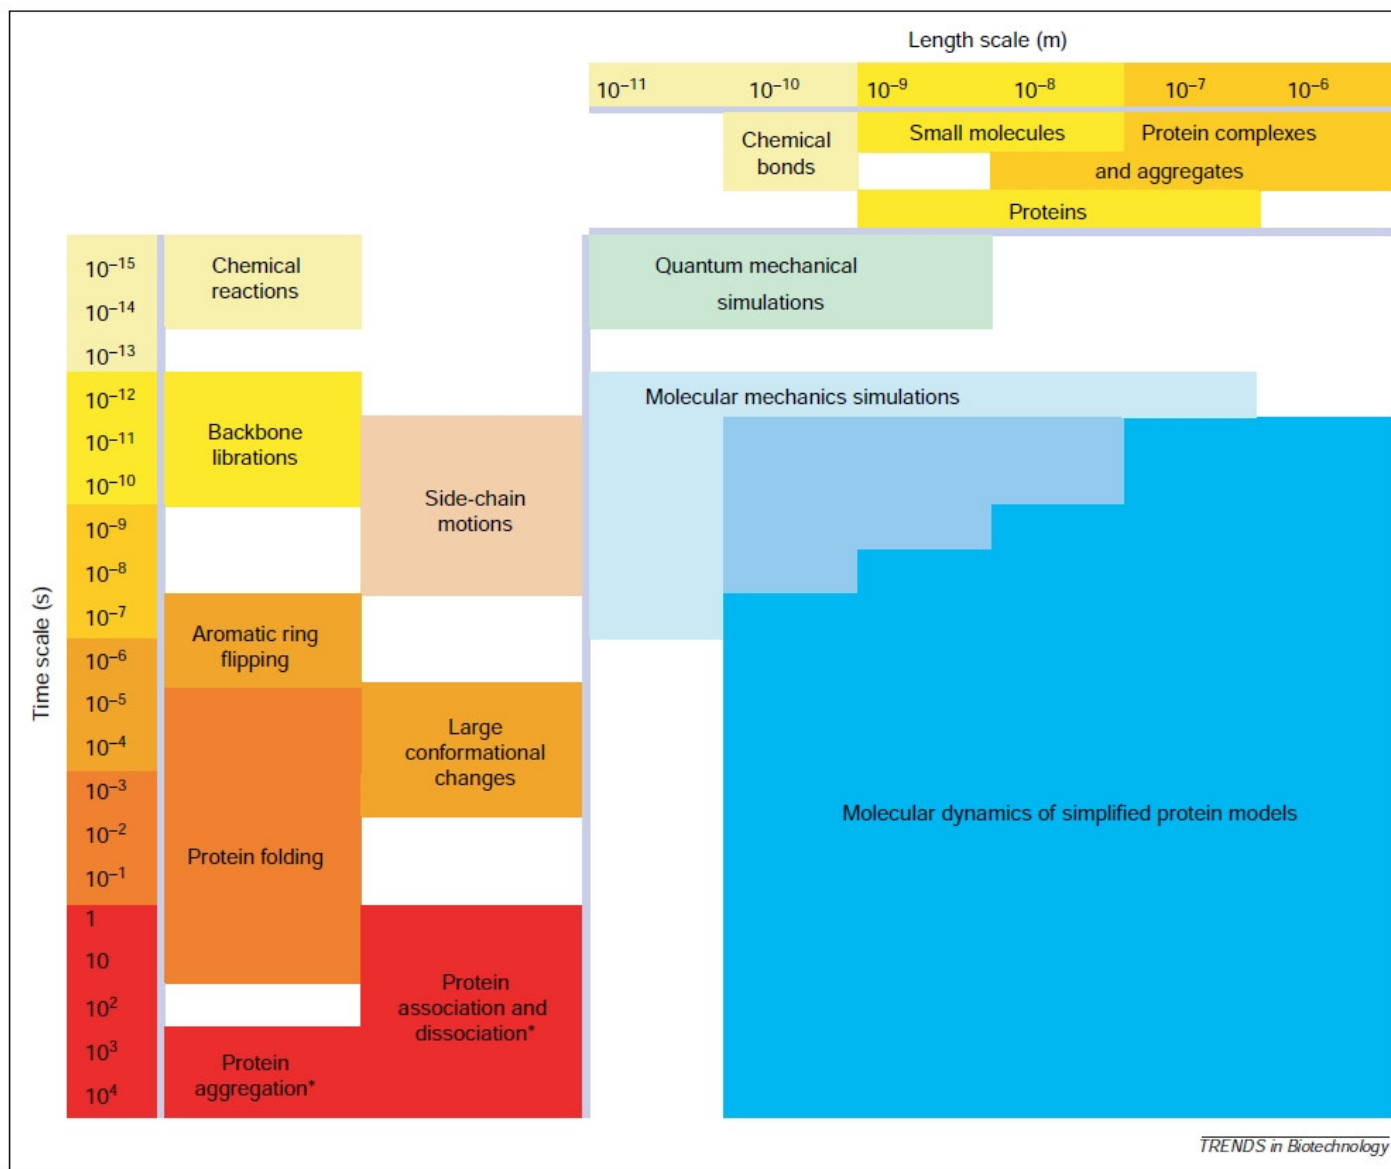 Length scale (m)
10⁻¹¹ 10⁻¹⁰ 10⁻⁹ 10⁻⁸ 10⁻⁷ 10⁻⁶
Chemical
bonds
Small molecules
Protein complexes
and aggregates
Proteins
Time scale (s)
10⁻¹⁵
10⁻¹⁴
10⁻¹³
10⁻¹²
10⁻¹¹
10⁻¹⁰
10⁻⁹
10⁻⁸
10⁻⁷
10⁻⁶
10⁻⁵
10⁻⁴
10⁻³
10⁻²
10⁻¹
1
10
10²
10³
10⁴
Chemical
reactions
Backbone
librations
Side-chain
motions
Aromatic ring
flipping
Large
conformational
changes
Protein folding
Protein
association and
dissociation*
Protein
aggregation*
Quantum mechanical
simulations
Molecular mechanics simulations
Molecular dynamics of simplified protein models
TRENDS in Biotechnology